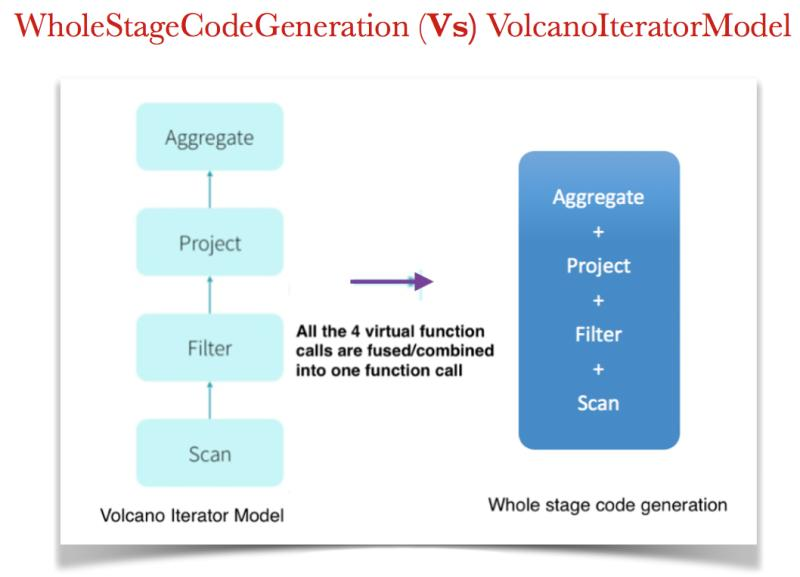 WholeStageCodeGeneration (Vs) VolcanoIteratorModel
Aggregate
Project
Filter
Scan
Volcano Iterator Model
All the 4 virtual function
calls are fused/combined
into one function call
Aggregate
+
Project
+
Filter
+
Scan
Whole stage code generation